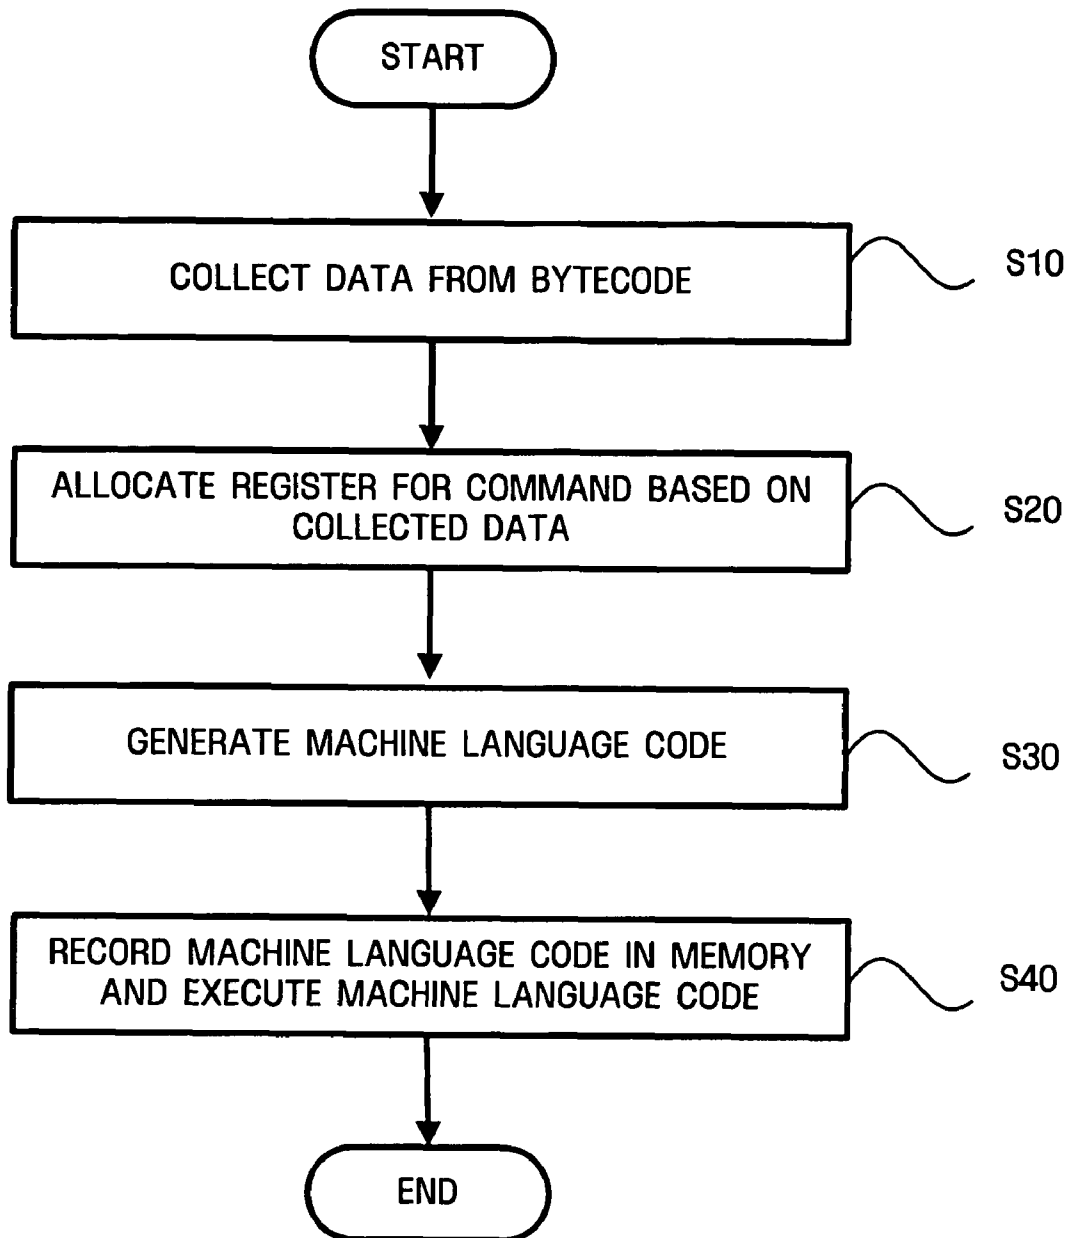 START
COLLECT DATA FROM BYTECODE
S10
ALLOCATE REGISTER FOR COMMAND BASED ON
COLLECTED DATA
S20
GENERATE MACHINE LANGUAGE CODE
S30
RECORD MACHINE LANGUAGE CODE IN MEMORY
AND EXECUTE MACHINE LANGUAGE CODE
S40
END